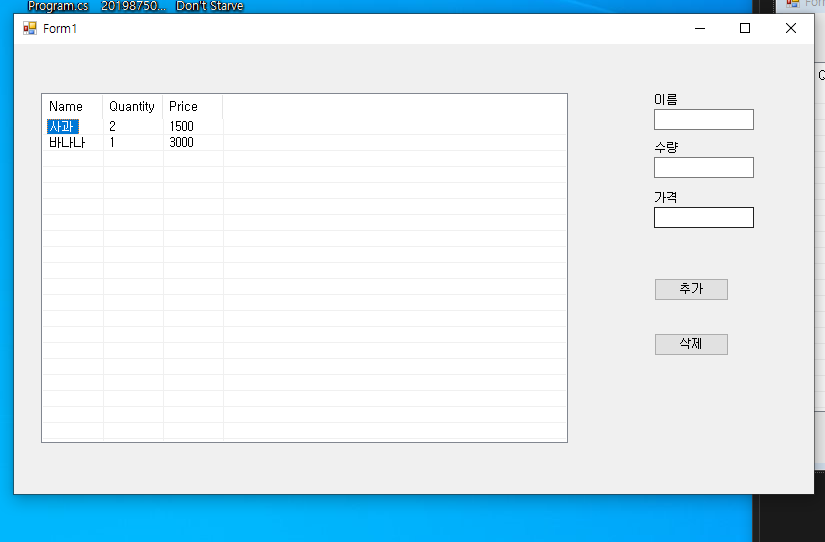 Program.cs 20198750... Don't Starve
Form1
Name Quantity Price
사과 2 1500
바나나 1 3000
이름
수량
가격
추가
삭제